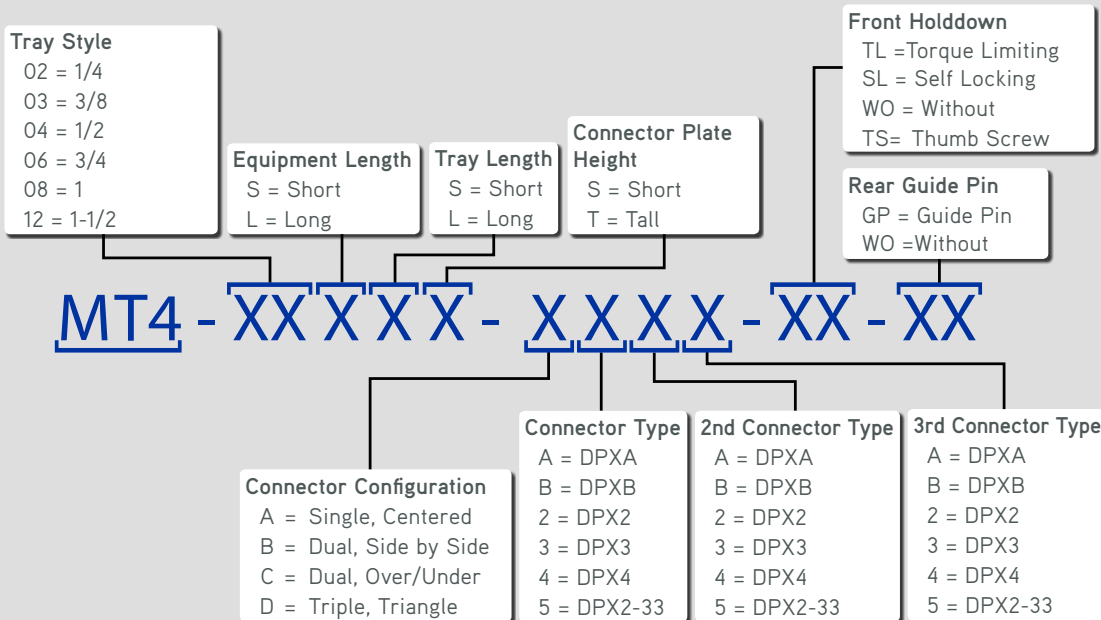 Tray Style
02 = 1/4
03 = 3/8
04 = 1/2
06 = 3/4
08 = 1
12 = 1-1/2
Equipment Length
S = Short
L = Long
Tray Length
S = Short
L = Long
Connector Plate
Height
S = Short
T = Tall
Front Holddown
TL =Torque Limiting
SL = Self Locking
WO = Without
TS= Thumb Screw
Rear Guide Pin
GP = Guide Pin
WO =Without
MT4 - XX X X X - X X X X - XX - XX
Connector Configuration
A = Single, Centered
B = Dual, Side by Side
C = Dual, Over/Under
D = Triple, Triangle
Connector Type
A = DPXA
B = DPXB
2 = DPX2
3 = DPX3
4 = DPX4
5 = DPX2-33
2nd Connector Type
A = DPXA
B = DPXB
2 = DPX2
3 = DPX3
4 = DPX4
5 = DPX2-33
3rd Connector Type
A = DPXA
B = DPXB
2 = DPX2
3 = DPX3
4 = DPX4
5 = DPX2-33